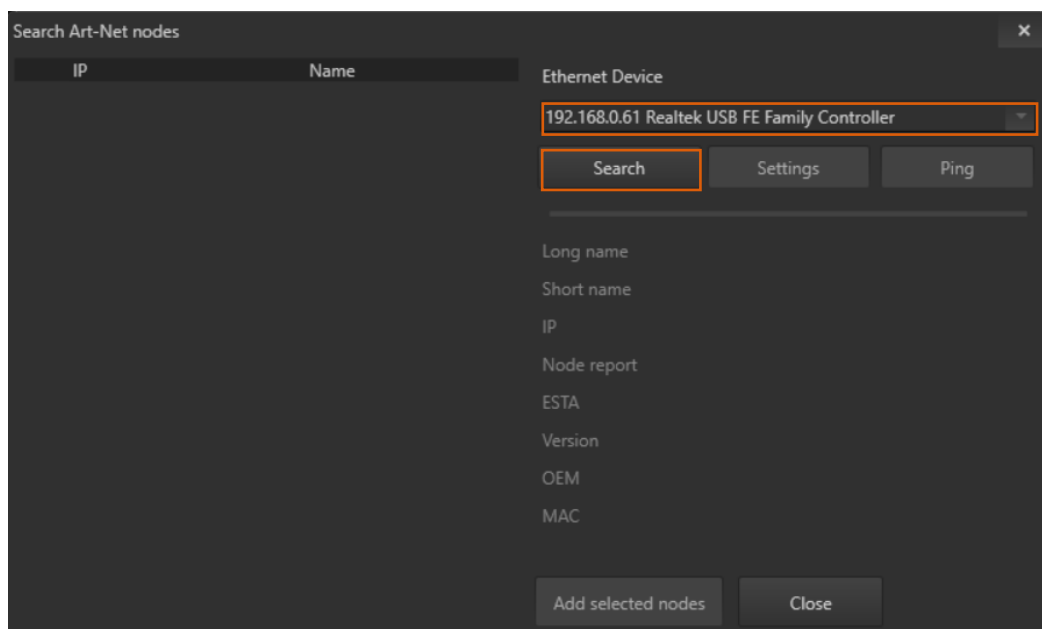 Search Art-Net nodes
IP Name
Ethernet Device
192.168.0.61 Realtek USB FE Family Controller
Search Settings Ping
Long name
Short name
IP
Node report
ESTA
Version
OEM
MAC
Add selected nodes Close